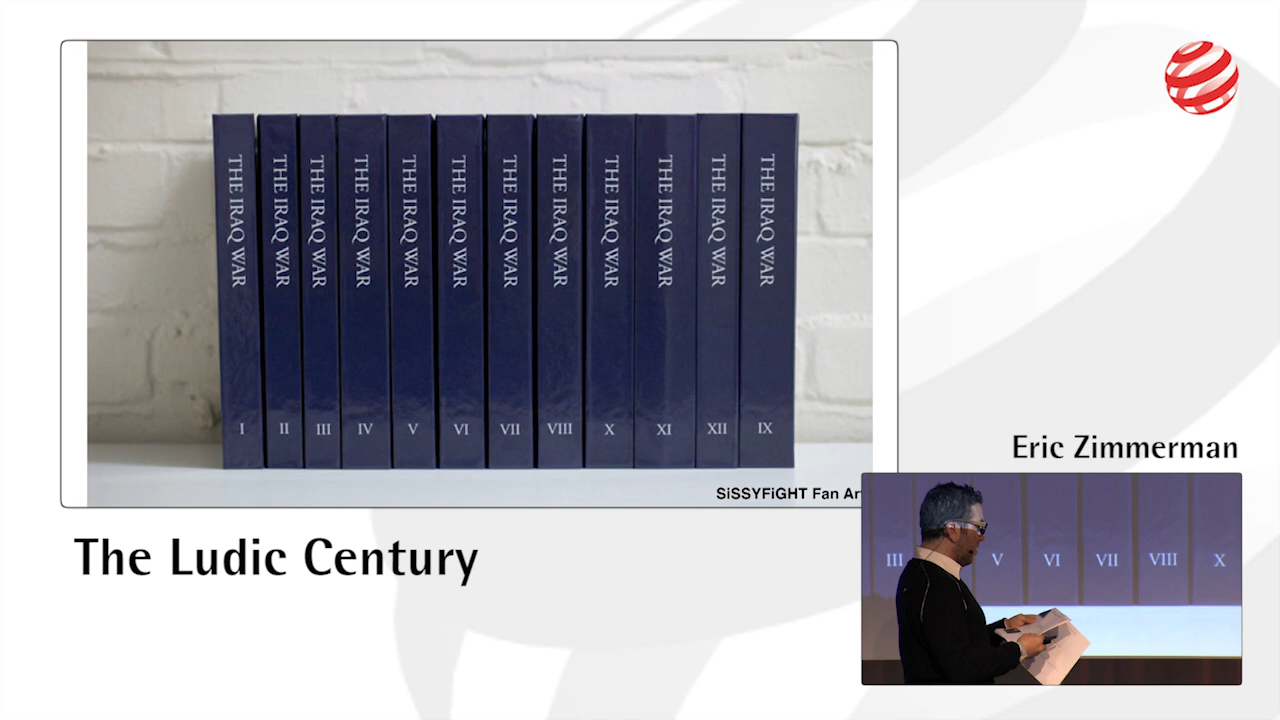 THE IRAQ WAR
THE IRAQ WAR
THE IRAQ WAR
THE IRAQ WAR
THE IRAQ WAR
THE IRAQ WAR
THE IRAQ WAR
THE IRAQ WAR
THE IRAQ WAR
THE IRAQ WAR
THE IRAQ WAR
THE IRAQ WAR
I II III IV V VI VII VIII X XI XII IX
SiSSYFiGHT Fan Ar
Eric Zimmerman
III V VI VII VIII X
The Ludic Century